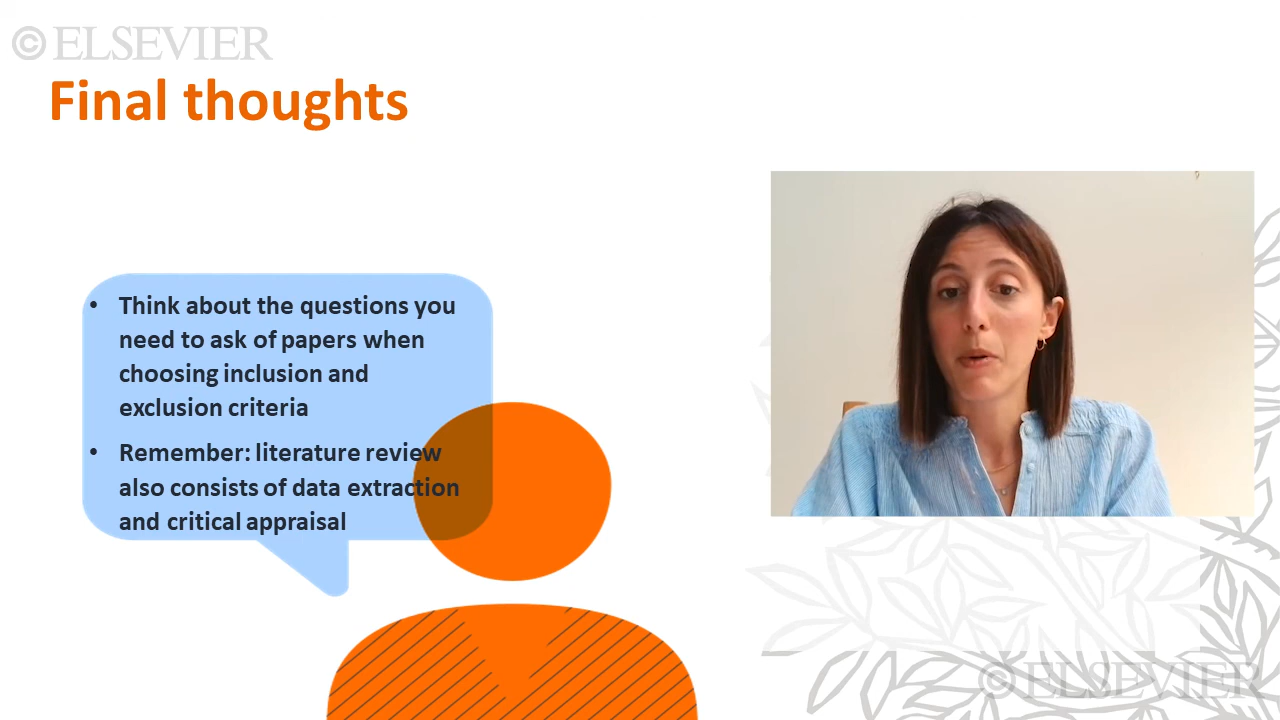 © ELSEVIER
Final thoughts
• Think about the questions you
need to ask of papers when
choosing inclusion and
exclusion criteria
• Remember: literature review
also consists of data extraction
and critical appraisal
© ELSEVIER